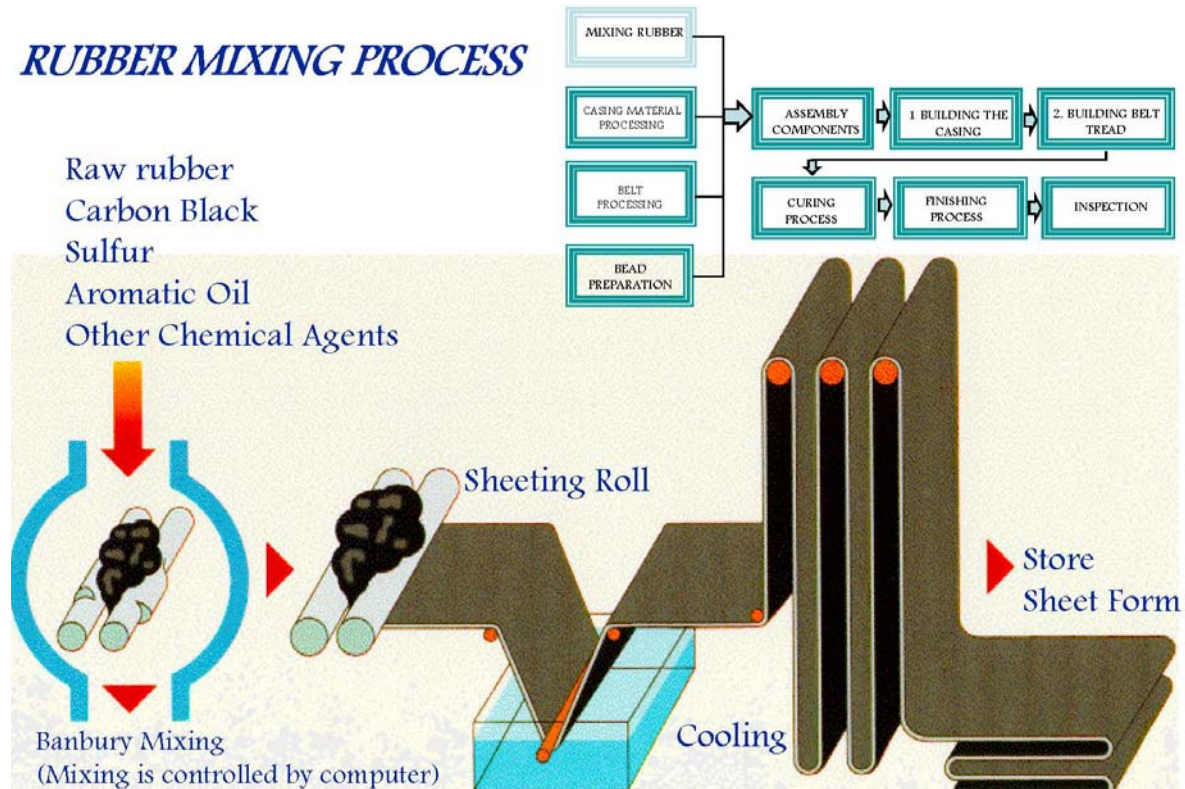 RUBBER MIXING PROCESS
MIXING RUBBER
CASING MATERIAL
PROCESSING
BELT
PROCESSING
BEAD
PREPARATION
ASSEMBLY
COMPONENTS
1 BUILDING THE
CASING
2. BUILDING BELT
TREAD
CURING
PROCESS
FINISHING
PROCESS
INSPECTION
Raw rubber
Carbon Black
Sulfur
Aromatic Oil
Other Chemical Agents
Sheeting Roll
Store
Sheet Form
Cooling
Banbury Mixing
(Mixing is controlled by computer)